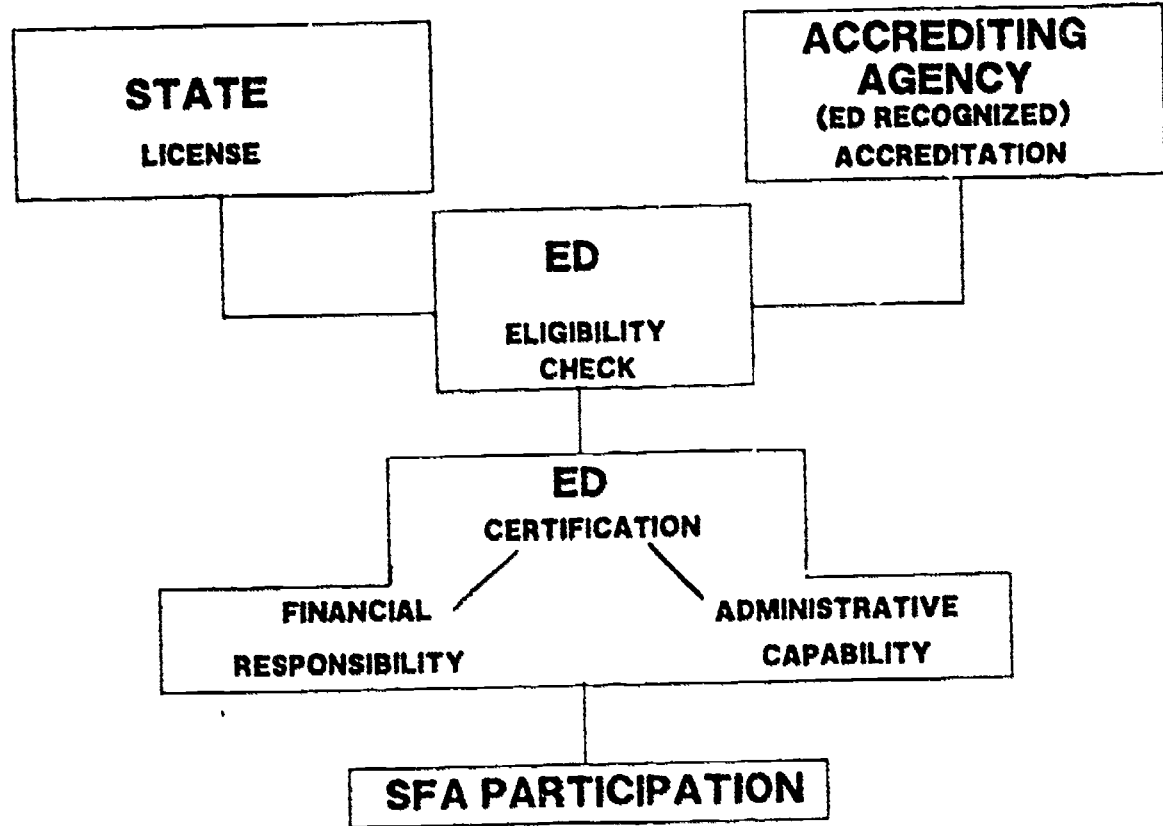 STATE
LICENSE
ACCREDITING
AGENCY
(ED RECOGNIZED)
ACCREDITATION
ED
ELIGIBILITY
CHECK
ED
CERTIFICATION
FINANCIAL
RESPONSIBILITY
ADMINISTRATIVE
CAPABILITY
SFA PARTICIPATION